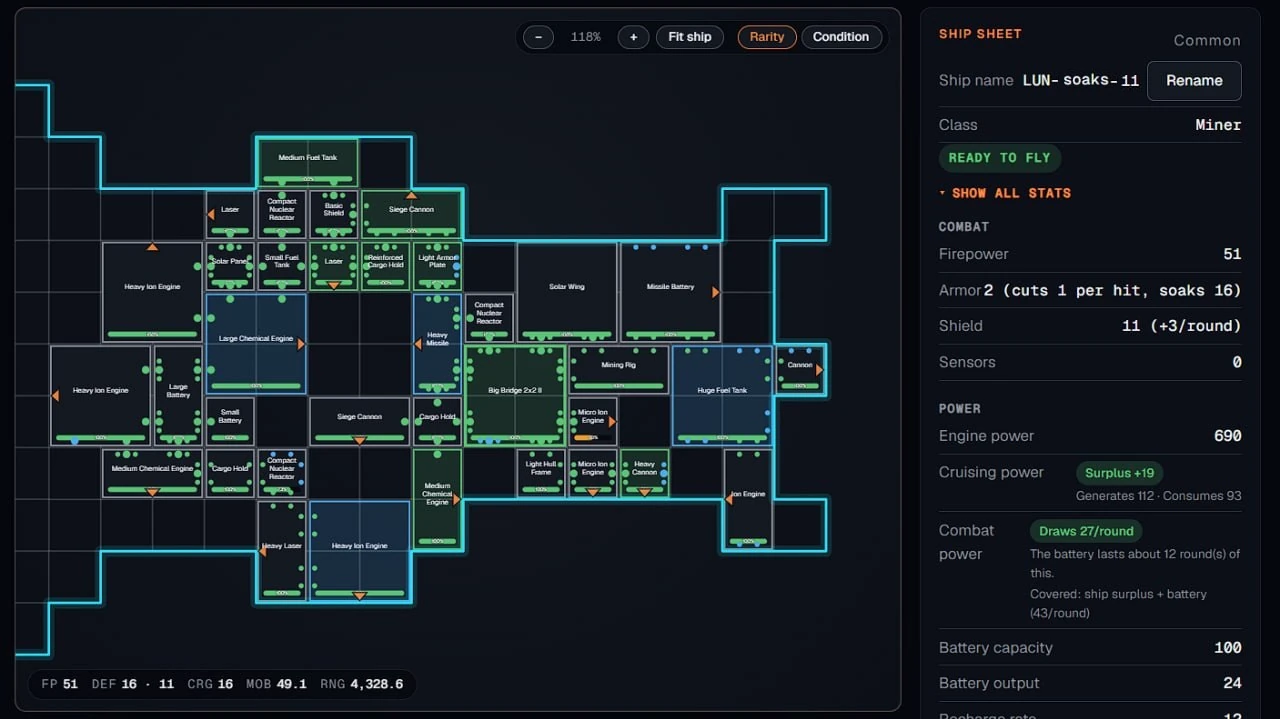 − 118% + Fit ship Rarity Condition
Medium Fuel Tank
100%
Laser
Compact Nuclear Reactor
Basic Shield
Siege Cannon
Solar Panel
Small Fuel Tank
Laser
Reinforced Cargo Hold
Light Armor Plate
Heavy Ion Engine
Large Chemical Engine
Heavy Missile
Compact Nuclear Reactor
Solar Wing
Missile Battery
Heavy Ion Engine
Large Battery
Small Battery
Siege Cannon
Cargo Hold
Big Bridge 2x2 II
Mining Rig
Micro Ion Engine
Huge Fuel Tank
Cannon
Medium Chemical Engine
Cargo Hold
Compact Nuclear Reactor
Medium Chemical Engine
Light Hull Frame
Micro Ion Engine
Heavy Cannon
Ion Engine
Heavy Laser
Heavy Ion Engine
FP 51 DEF 16 · 11 CRG 16 MOB 49.1 RNG 4,328.6
SHIP SHEET
Common
Ship name LUN-soaks-11 Rename
Class Miner
READY TO FLY
▾ SHOW ALL STATS
COMBAT
Firepower 51
Armor 2 (cuts 1 per hit, soaks 16)
Shield 11 (+3/round)
Sensors 0
POWER
Engine power 690
Cruising power Surplus +19
Generates 112 · Consumes 93
Combat power Draws 27/round
The battery lasts about 12 round(s) of
this.
Covered: ship surplus + battery
(43/round)
Battery capacity 100
Battery output 24
Recharge rate 12